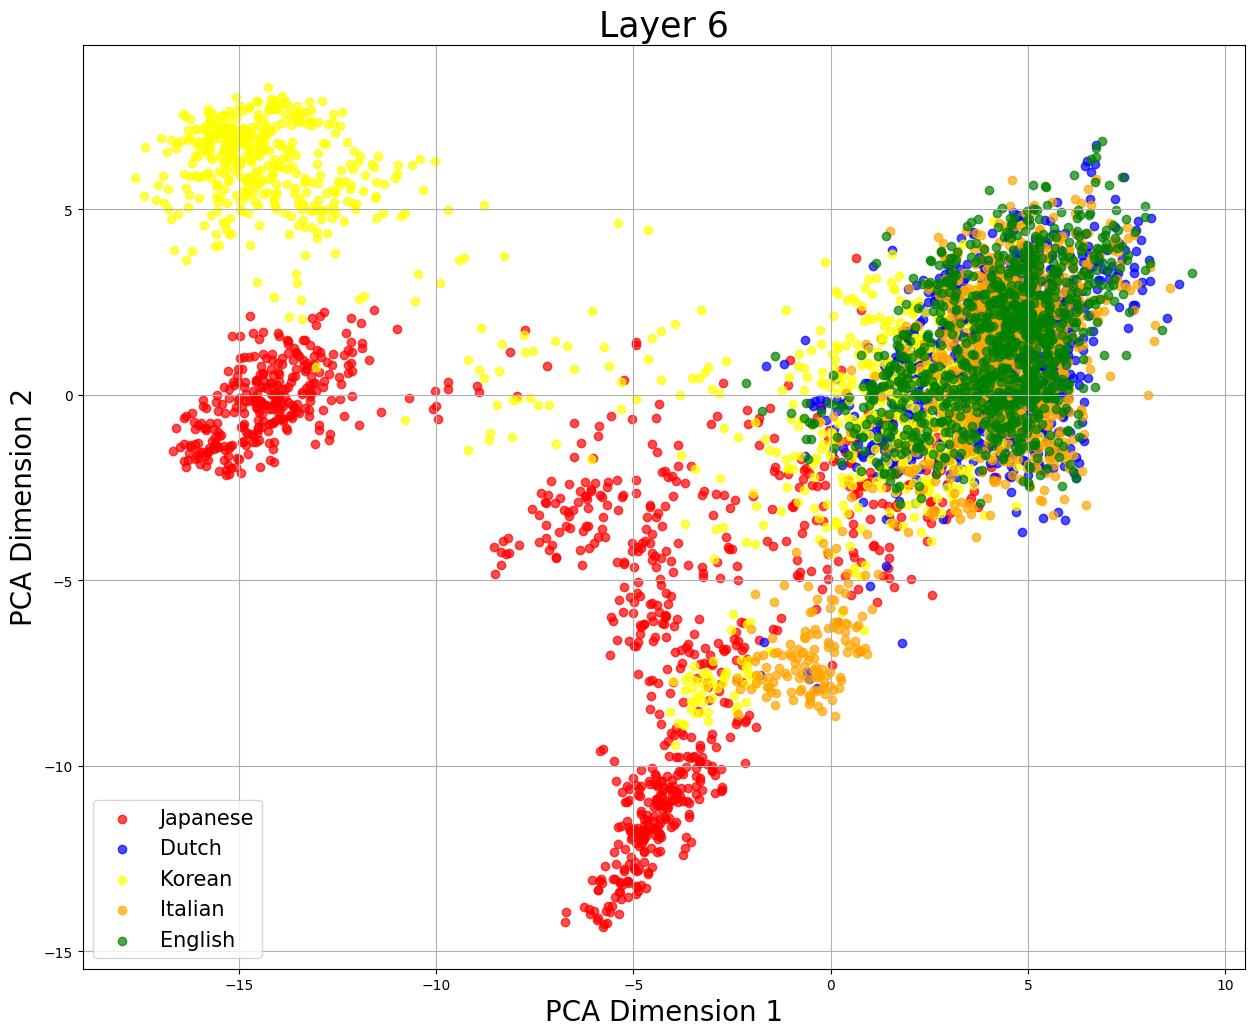 Layer 6
PCA Dimension 2
5
0
−5
−10
−15
Japanese
Dutch
Korean
Italian
English
−15
−10
−5
0
5
10
PCA Dimension 1